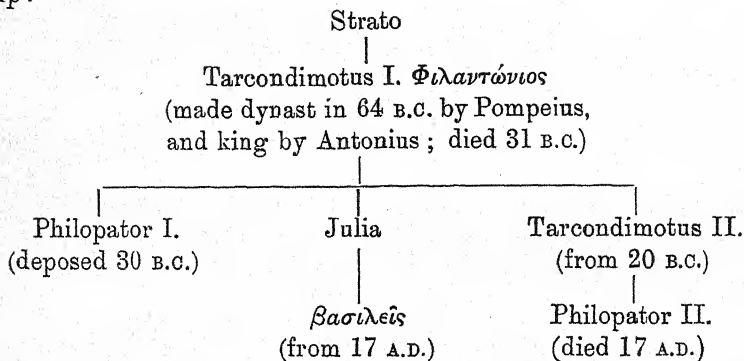 Strato
Tarcondimotus I. Φιλαντώνιος
(made dynast in 64 B.C. by Pompeius,
and king by Antonius ; died 31 B.C.)
Philopator I. Julia Tarcondimotus II.
(deposed 30 B.C.) (from 20 B.C.)
βασιλεῖς Philopator II.
(from 17 A.D.) (died 17 A.D.)